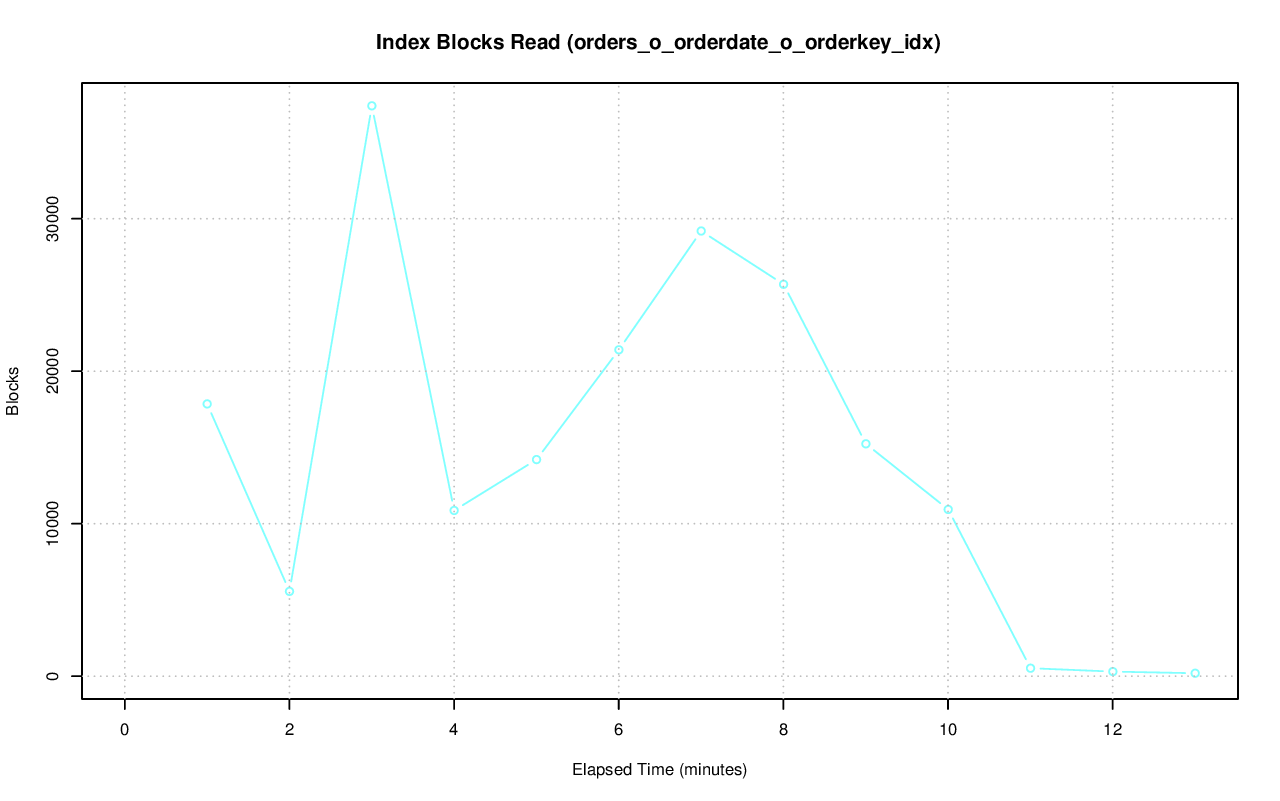 Index Blocks Read (orders_o_orderdate_o_orderkey_idx)
30000
20000
10000
0
Blocks
0 2 4 6 8 10 12
Elapsed Time (minutes)